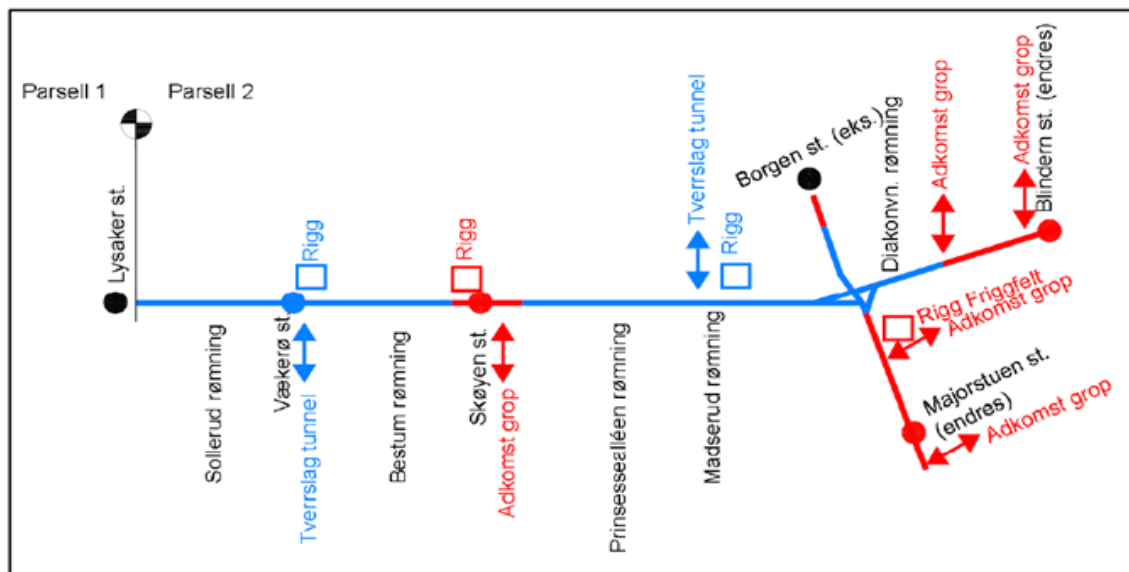 Parsell 1
Parsell 2
Lysaker st.
Sollerud rømning
Vækerø st.
Rigg
Tverrslag tunnel
Bestum rømning
Rigg
Skøyen st.
Adkomst grop
Prinsessealléen rømning
Tverrslag tunnel
Rigg
Madserud rømning
Borgen st. (eks.)
Diakonvn. rømning
Adkomst grop
Adkomst grop
Blindern st. (endres)
Rigg Friggfelt
Adkomst grop
Majorstuen st.
(endres)
Adkomst grop